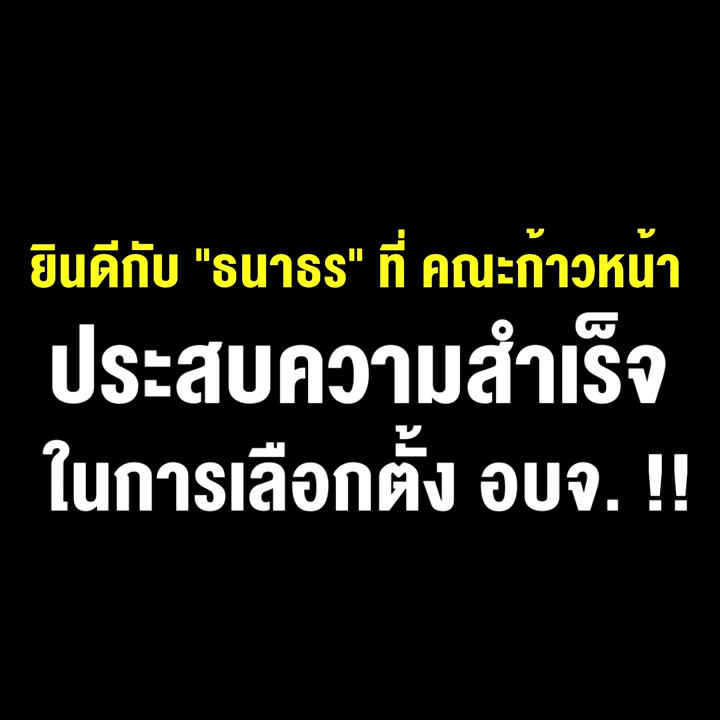 ยินดีกับ "ธนาธร" ที่ คณะก้าวหน้า
ประสบความสำเร็จ
ในการเลือกตั้ง อบจ. !!